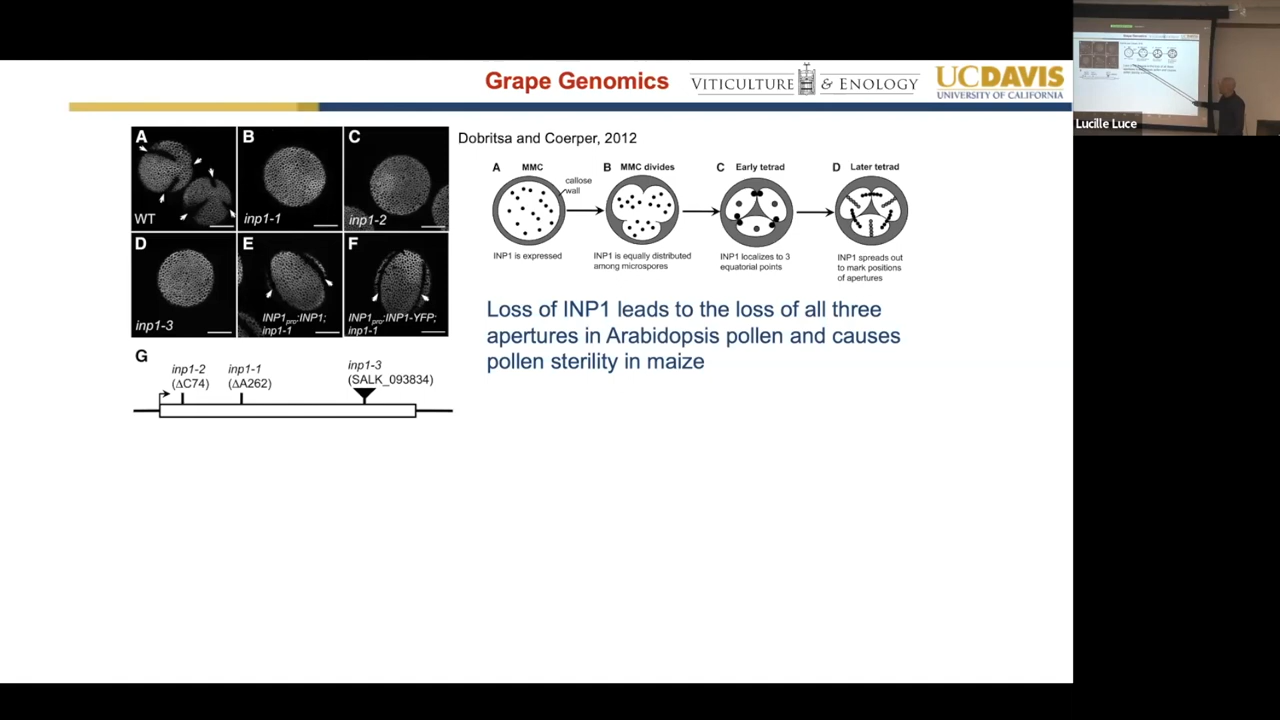 Grape Genomics
VITICULTURE & ENOLOGY
UCDAVIS
UNIVERSITY OF CALIFORNIA
Lucille Luce
A
WT
B
inp1-1
C
inp1-2
D
inp1-3
E
INP1pro:INP1;
inp1-1
F
INP1pro:INP1-YFP;
inp1-1
G
inp1-2
(ΔC74)
inp1-1
(ΔA262)
inp1-3
(SALK_093834)
Dobritsa and Coerper, 2012
A MMC
callose
wall
INP1 is expressed
B MMC divides
INP1 is equally distributed
among microspores
C Early tetrad
INP1 localizes to 3
equatorial points
D Later tetrad
INP1 spreads out
to mark positions
of apertures
Loss of INP1 leads to the loss of all three
apertures in Arabidopsis pollen and causes
pollen sterility in maize